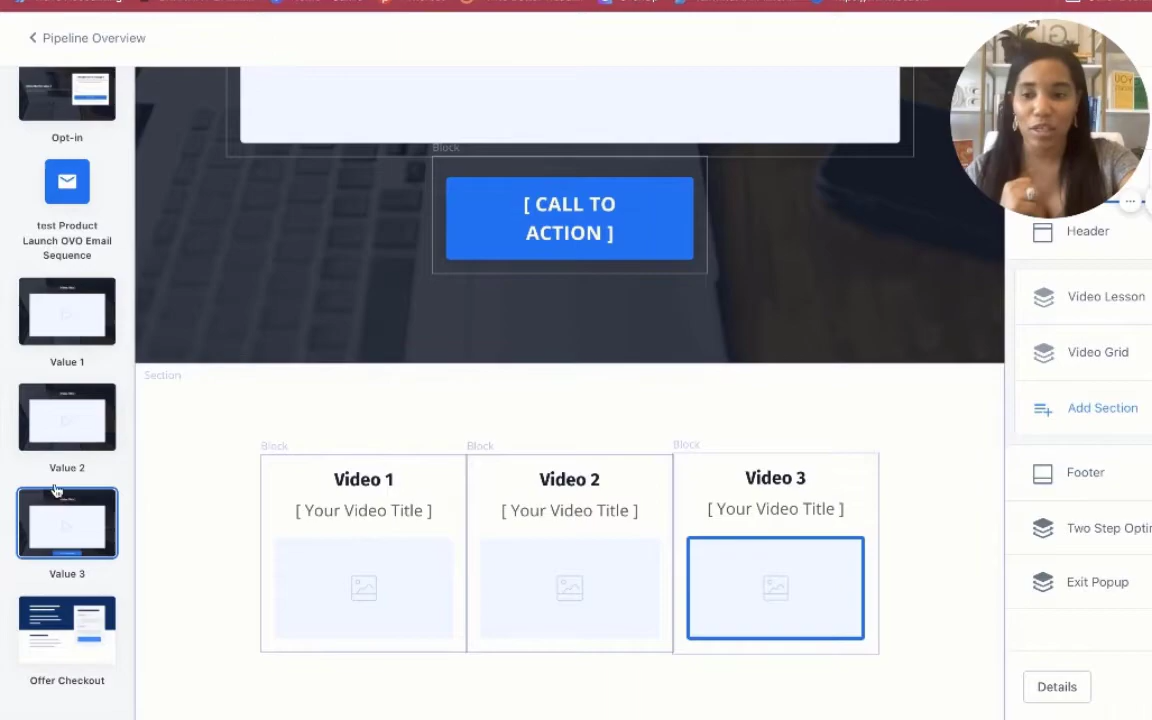 Pipeline Overview
Opt-in
test Product
Launch OVO Email
Sequence
Value 1
Value 2
Value 3
Offer Checkout
Block
[ CALL TO
ACTION ]
Section
Block
Block
Block
Video 1
[ Your Video Title ]
Video 2
[ Your Video Title ]
Video 3
[ Your Video Title ]
Header
Video Lesson
Video Grid
Add Section
Footer
Two Step Opti
Exit Popup
Details